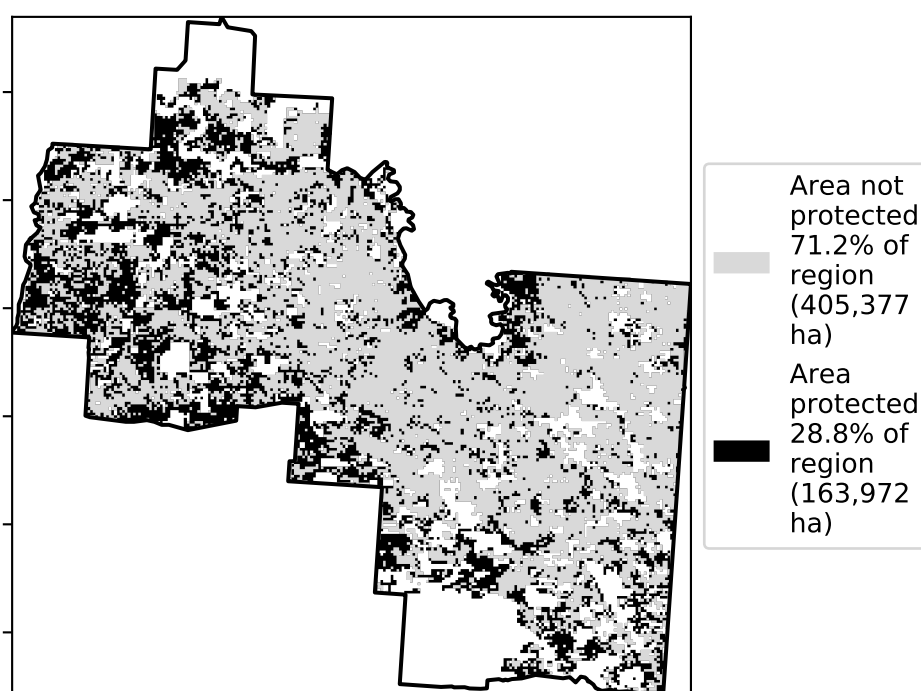 Area not
protected
71.2% of
region
(405,377
ha)
Area
protected
28.8% of
region
(163,972
ha)